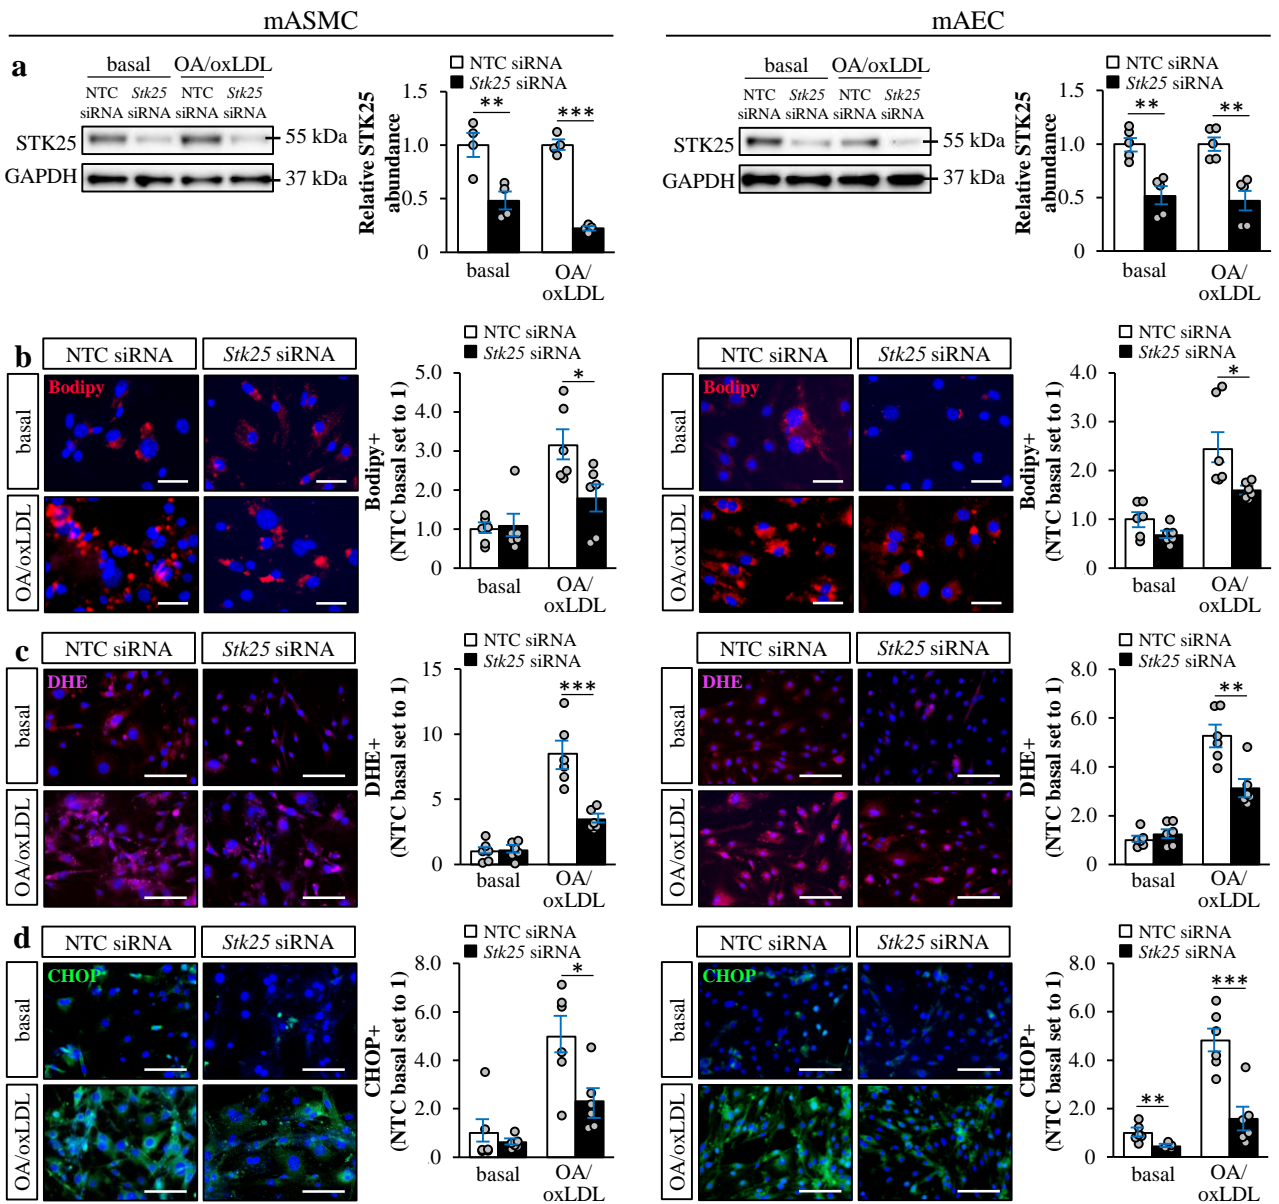 mASMC
mAEC
a
basal OA/oxLDL
NTC Stk25 NTC Stk25
siRNA siRNA siRNA siRNA
STK25
55 kDa
GAPDH
37 kDa
NTC siRNA
Stk25 siRNA
Relative STK25
abundance
1.5
1.0
0.5
0
**
***
basal
OA/
oxLDL
basal OA/oxLDL
NTC Stk25 NTC Stk25
siRNA siRNA siRNA siRNA
STK25
55 kDa
GAPDH
37 kDa
NTC siRNA
Stk25 siRNA
Relative STK25
abundance
1.5
1.0
0.5
0
**
**
basal
OA/
oxLDL
b
NTC siRNA
Stk25 siRNA
basal
OA/oxLDL
Bodipy
NTC siRNA
Stk25 siRNA
Bodipy+
(NTC basal set to 1)
5.0
4.0
3.0
2.0
1.0
0
*
basal
OA/
oxLDL
NTC siRNA
Stk25 siRNA
basal
OA/oxLDL
Bodipy
NTC siRNA
Stk25 siRNA
Bodipy+
(NTC basal set to 1)
4.0
3.0
2.0
1.0
0
*
basal
OA/
oxLDL
c
NTC siRNA
Stk25 siRNA
basal
OA/oxLDL
DHE
NTC siRNA
Stk25 siRNA
DHE+
(NTC basal set to 1)
15
10
5
0
***
basal
OA/
oxLDL
NTC siRNA
Stk25 siRNA
basal
OA/oxLDL
DHE
NTC siRNA
Stk25 siRNA
DHE+
(NTC basal set to 1)
8.0
6.0
4.0
2.0
0
**
basal
OA/
oxLDL
d
NTC siRNA
Stk25 siRNA
basal
OA/oxLDL
CHOP
NTC siRNA
Stk25 siRNA
CHOP+
(NTC basal set to 1)
8.0
6.0
4.0
2.0
.0
*
basal
OA/
oxLDL
NTC siRNA
Stk25 siRNA
basal
OA/oxLDL
CHOP
NTC siRNA
Stk25 siRNA
CHOP+
(NTC basal set to 1)
8.0
6.0
4.0
2.0
.0
**
***
basal
OA/
oxLDL